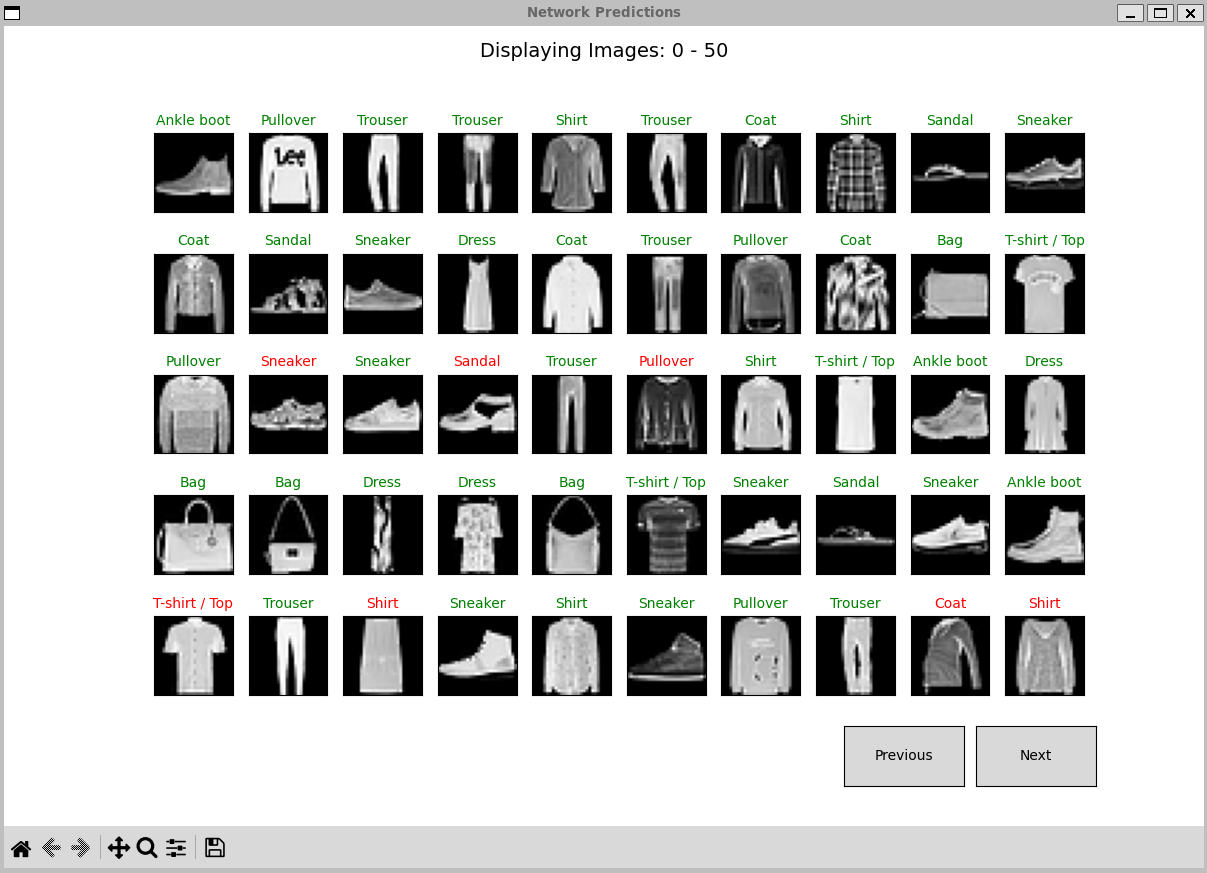 Network Predictions
Displaying Images: 0 - 50
Ankle boot Pullover Trouser Trouser Shirt Trouser Coat Shirt Sandal Sneaker
Lee
Coat Sandal Sneaker Dress Coat Trouser Pullover Coat Bag T-shirt / Top
Pullover Sneaker Sneaker Sandal Trouser Pullover Shirt T-shirt / Top Ankle boot Dress
Bag Bag Dress Dress Bag T-shirt / Top Sneaker Sandal Sneaker Ankle boot
T-shirt / Top Trouser Shirt Sneaker Shirt Sneaker Pullover Trouser Coat Shirt
Previous Next